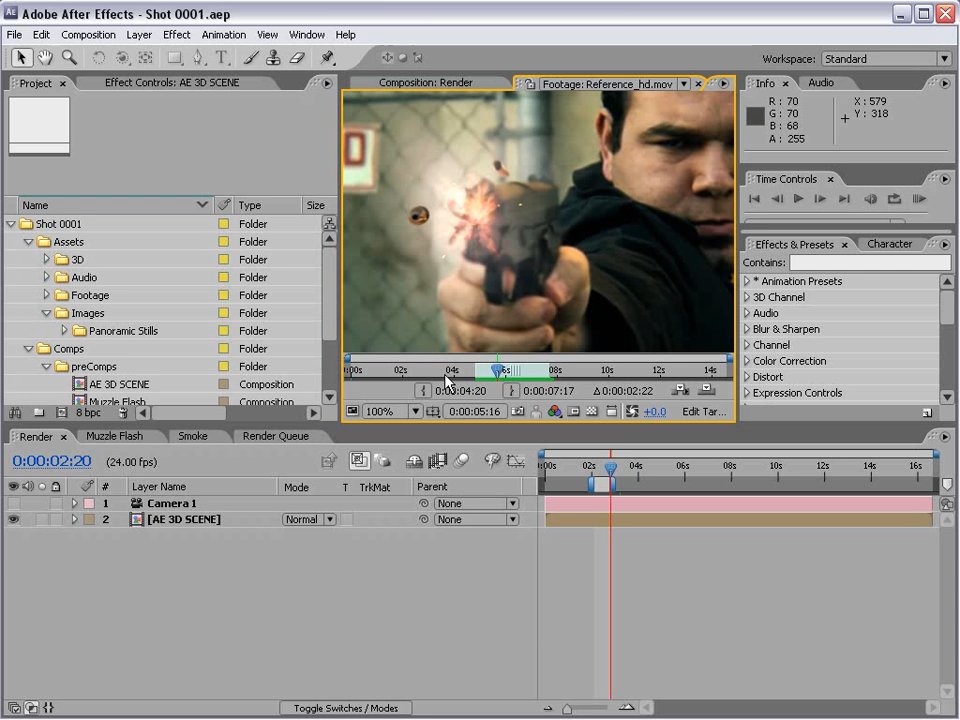 Adobe After Effects - Shot 0001.aep
File Edit Composition Layer Effect Animation View Window Help
Workspace: Standard
Project Effect Controls: AE 3D SCENE
Name Type Size
Shot 0001 Folder
Assets Folder
3D Folder
Audio Folder
Footage Folder
Images Folder
Panoramic Stills Folder
Comps Folder
preComps Folder
AE 3D SCENE Composition
Muzzle Flash Composition
8 bpc
Composition: Render Footage: Reference_hd.mov
0:00s 02s 04s 06s 08s 10s 12s 14s
0:00:04:20 0:00:07:17 Δ0:00:02:22
100% 0:00:05:16 +0.0 Edit Tar...
Info Audio
R: 70 X: 579
G: 70 Y: 318
B: 68
A: 255
Time Controls
Effects & Presets Character
Contains:
* Animation Presets
3D Channel
Audio
Blur & Sharpen
Channel
Color Correction
Distort
Expression Controls
Render Muzzle Flash Smoke Render Queue
0:00:02:20 (24.00 fps)
0:00s 02s 04s 06s 08s 10s 12s 14s 16s
# Layer Name Mode T TrkMat Parent
1 Camera 1 None
2 [AE 3D SCENE] Normal None
Toggle Switches / Modes